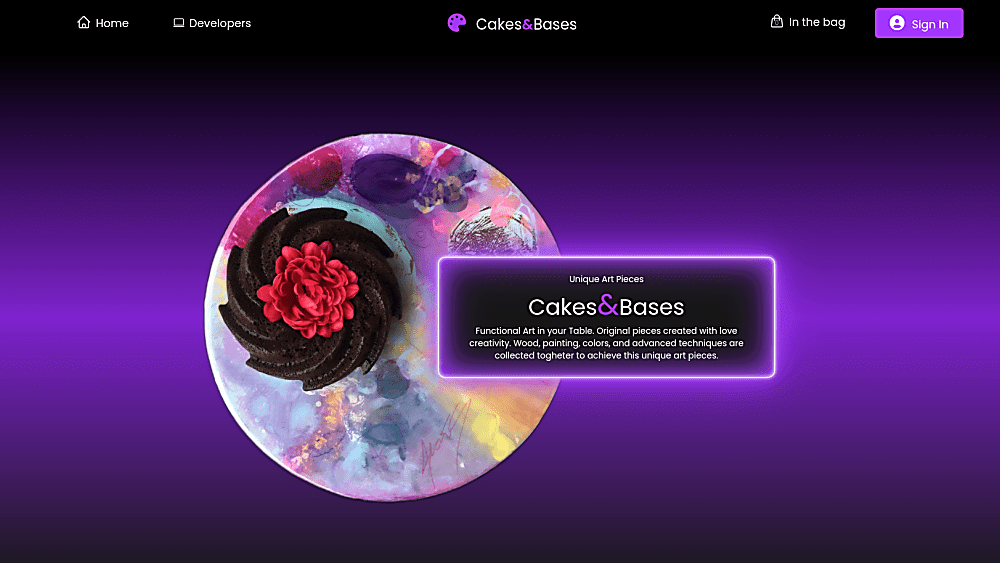 Home
Developers
Cakes&Bases
In the bag
Sign In
Unique Art Pieces
Cakes&Bases
Functional Art in your Table. Original pieces created with love
creativity. Wood, painting, colors, and advanced techniques are
collected togheter to achieve this unique art pieces.